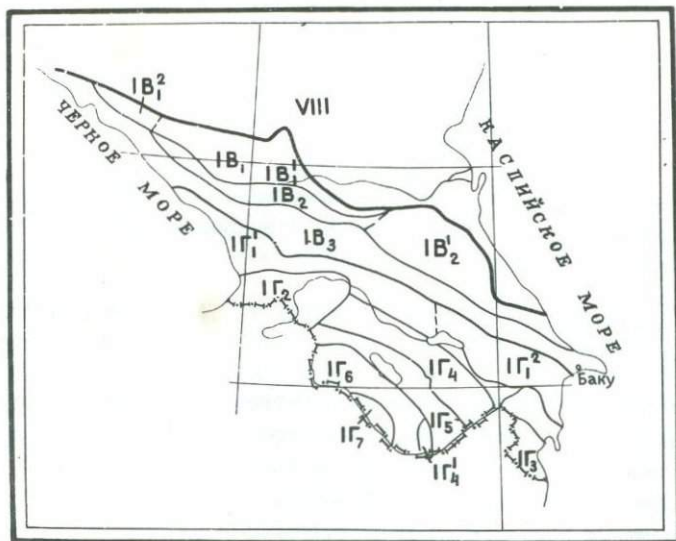 IВ₁²
VIII
ЧЕРНОЕ МОРЕ
КАСПИЙСКОЕ МОРЕ
IВ₁
IВ₁¹
IВ₂
IВ₃
IВ₂¹
IГ₁¹
IГ₂
IГ₁²
Баку
IГ₄
IГ₆
IГ₅
IГ₇
IГ₄¹
IГ₃